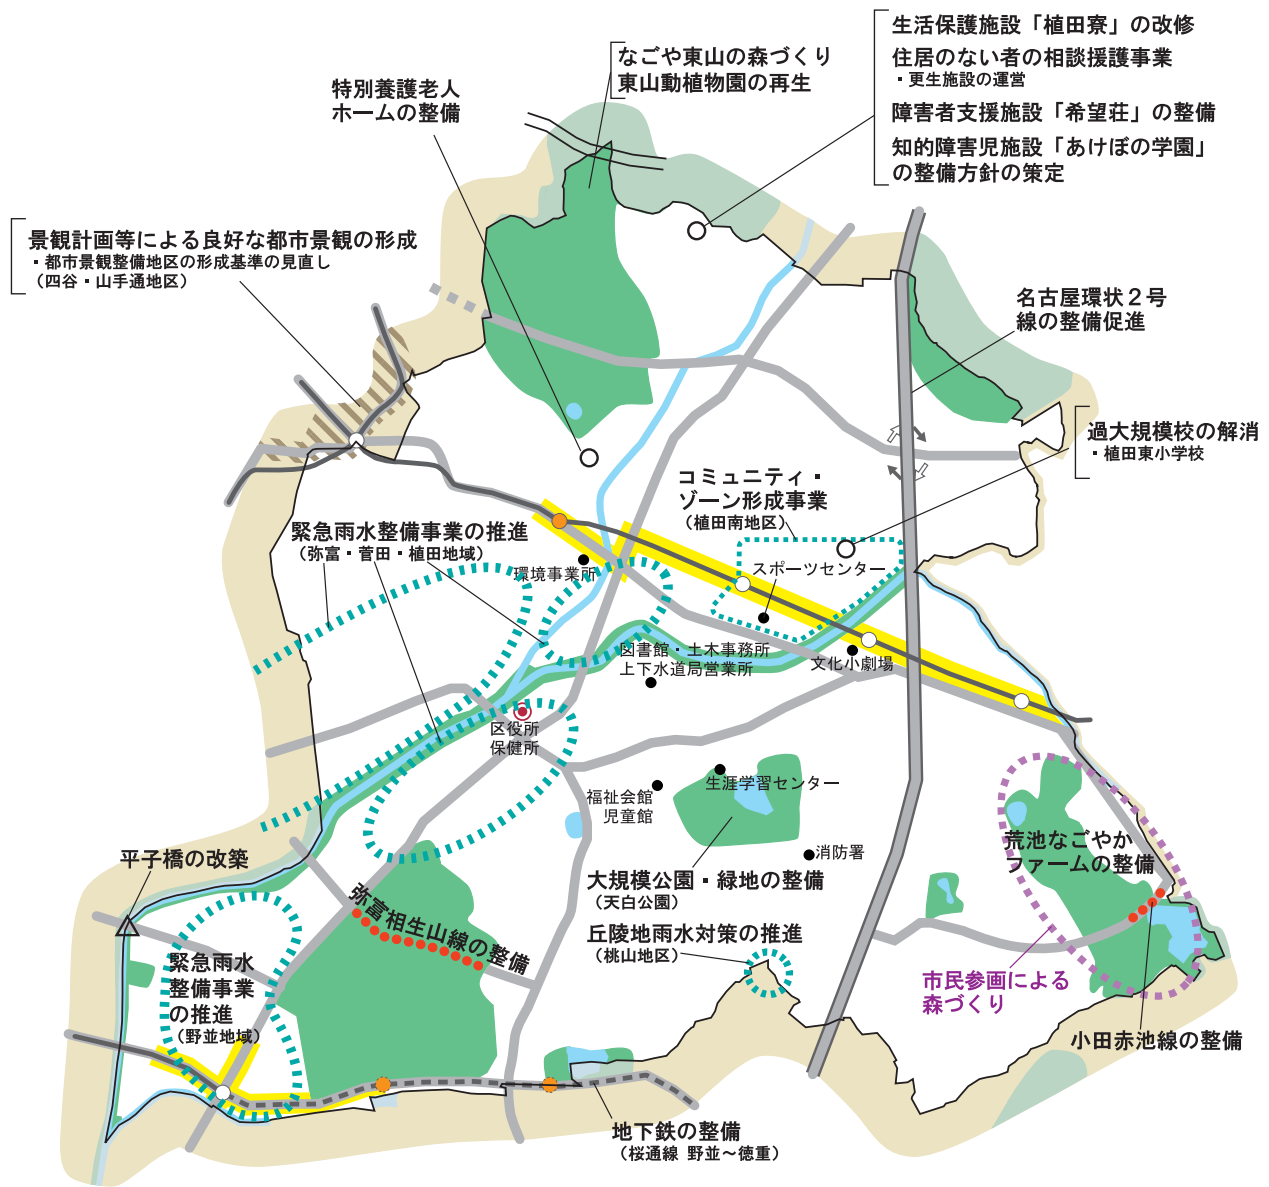 生活保護施設「植田寮」の改修
住居のない者の相談援護事業
・更生施設の運営
障害者支援施設「希望荘」の整備
知的障害児施設「あけぼの学園」
の整備方針の策定
なごや東山の森づくり
東山動植物園の再生
特別養護老人
ホームの整備
景観計画等による良好な都市景観の形成
・都市景観整備地区の形成基準の見直し
（四谷・山手通地区）
名古屋環状２号
線の整備促進
過大規模校の解消
・植田東小学校
コミュニティ・
ゾーン形成事業
（植田南地区）
緊急雨水整備事業の推進
（弥富・菅田・植田地域）
環境事業所
スポーツセンター
図書館・土木事務所
上下水道局営業所
文化小劇場
区役所
保健所
生涯学習センター
福祉会館
児童館
消防署
荒池なごやか
ファームの整備
平子橋の改築
大規模公園・緑地の整備
（天白公園）
弥富相生山線の整備
丘陵地雨水対策の推進
（桃山地区）
緊急雨水
整備事業
の推進
（野並地域）
市民参画による
森づくり
小田赤池線の整備
地下鉄の整備
（桜通線 野並～徳重）